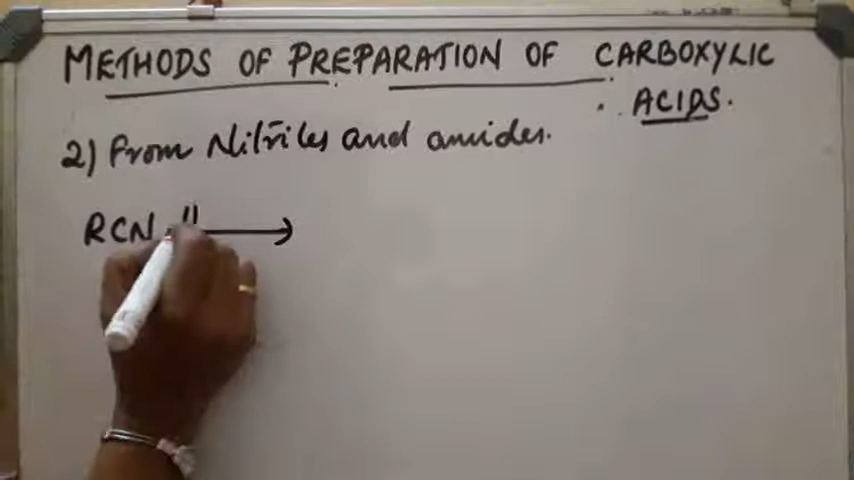 METHODS OF PREPARATION OF CARBOXYLIC
ACIDS.
2) From Nitriles and amides.
RCN